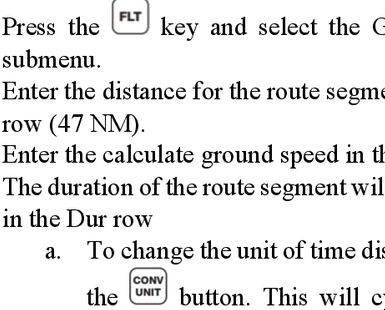 Press the FLT key and select the G
submenu.
Enter the distance for the route segme
row (47 NM).
Enter the calculate ground speed in th
The duration of the route segment wil
in the Dur row
a. To change the unit of time dis
the CONV UNIT button. This will c